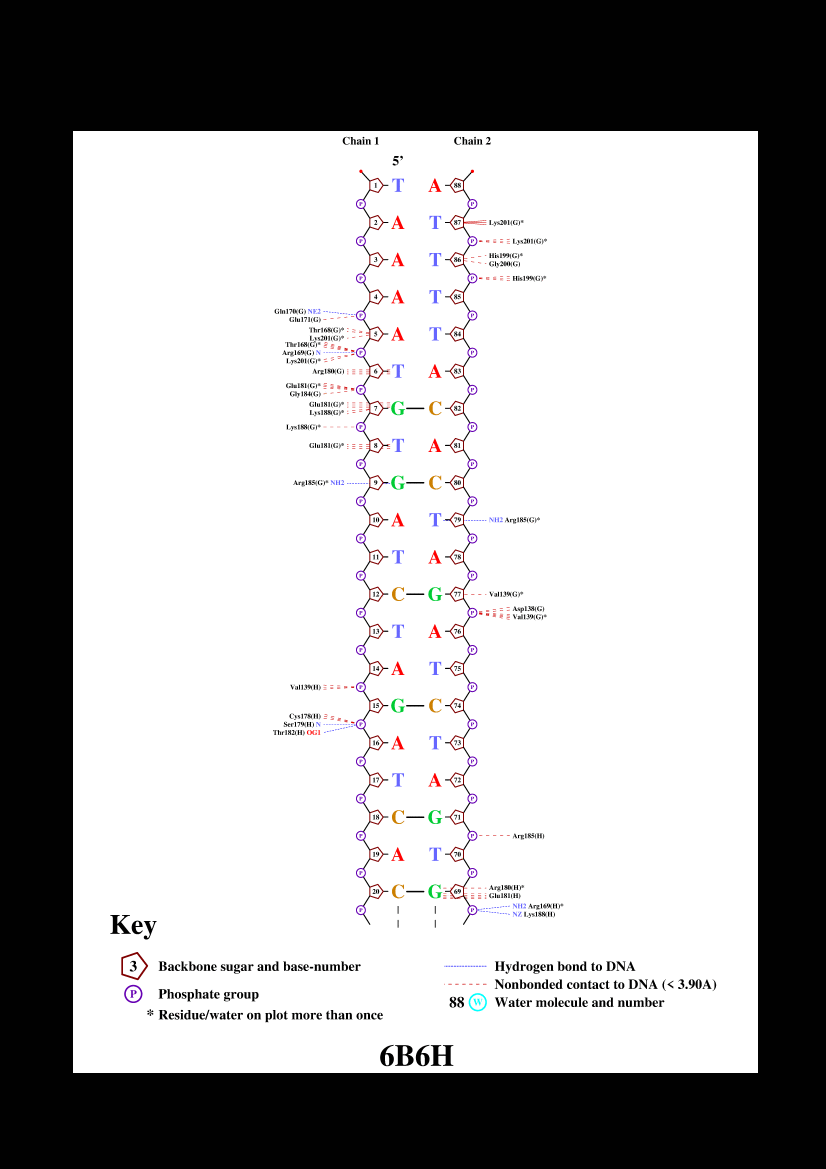 Chain 1 Chain 2
5’
1 T A 88
P P
2 A T 87 Lys201(G)*
P P Lys201(G)*
3 A T 86 His199(G)*
Gly200(G)
P P His199(G)*
4 A T 85
Gln170(G) NE2 P P
Glu171(G)
Thr168(G)* 5 A T 84
Lys201(G)*
Thr168(G)*
Arg169(G) N P P
Lys201(G)*
Arg180(G) 6 T A 83
Glu181(G)* P P
Gly184(G)
Glu181(G)* 7 G C 82
Lys188(G)*
Lys188(G)* P P
Glu181(G)* 8 T A 81
P P
Arg185(G)* NH2 9 G C 80
P P
10 A T 79 NH2 Arg185(G)*
P P
11 T A 78
P P
12 C G 77 Val139(G)*
P P Asp138(G)
Val139(G)*
13 T A 76
P P
14 A T 75
Val139(H) P P
15 G C 74
Cys178(H)
Ser179(H) N P P
Thr182(H) OG1
16 A T 73
P P
17 T A 72
P P
18 C G 71
P P Arg185(H)
19 A T 70
P P
20 C G 69 Arg180(H)*
Glu181(H)
P P NH2 Arg169(H)*
NZ Lys188(H)
Key
3 Backbone sugar and base-number
P Phosphate group
* Residue/water on plot more than once
Hydrogen bond to DNA
Nonbonded contact to DNA (< 3.90A)
88 W Water molecule and number
6B6H